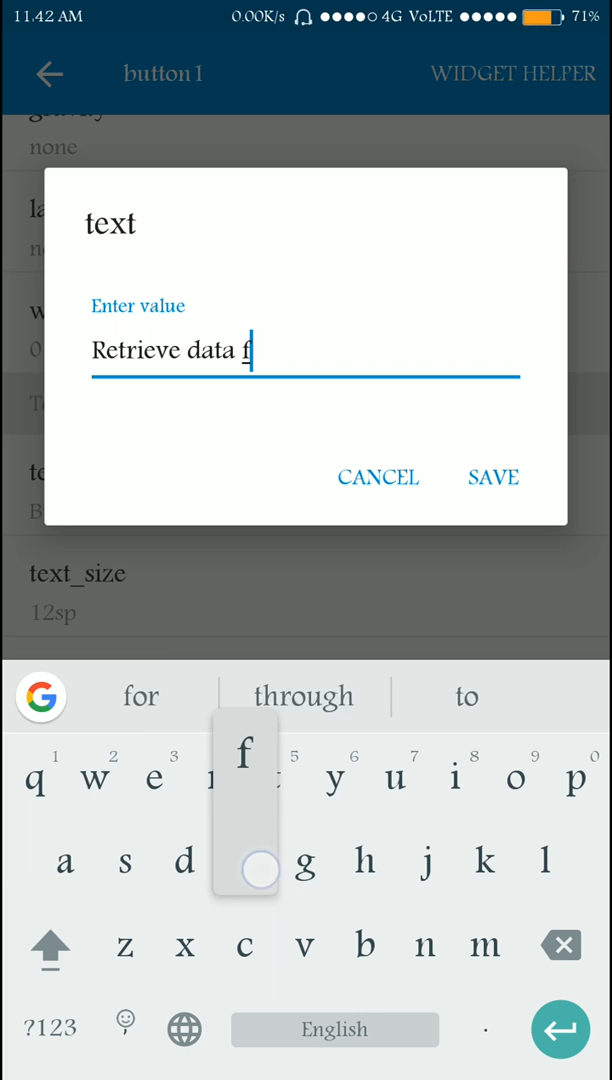 11.42 AM 0.00K/s 4G VoLTE 71%
button1 WIDGET HELPER
none
text
Enter value
Retrieve data f
CANCEL SAVE
text_size
12sp
for through to
f
1 2 3 5 6 7 8 9 0
q w e y u i o p
a s d g h j k l
z x c v b n m
?123 English .